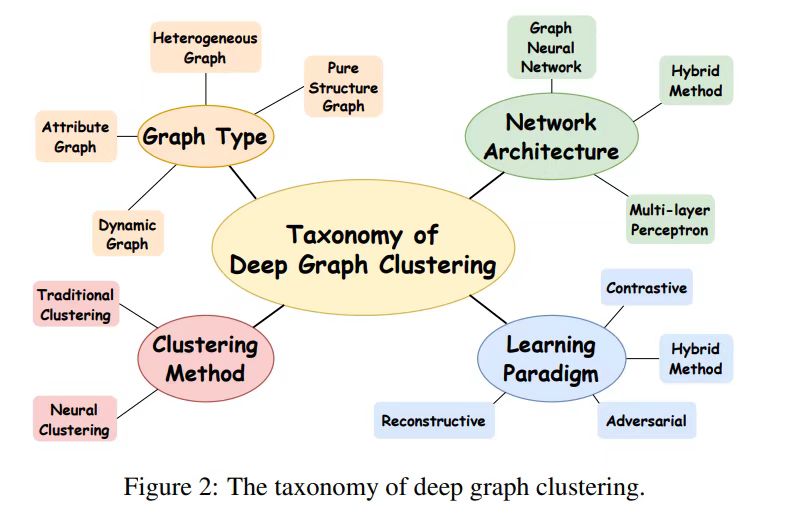 Heterogeneous
Graph
Pure
Structure
Graph
Attribute
Graph
Graph Type
Dynamic
Graph
Graph
Neural
Network
Hybrid
Method
Network
Architecture
Multi-layer
Perceptron
Taxonomy of
Deep Graph Clustering
Traditional
Clustering
Clustering
Method
Neural
Clustering
Contrastive
Learning
Paradigm
Hybrid
Method
Reconstructive
Adversarial
Figure 2: The taxonomy of deep graph clustering.